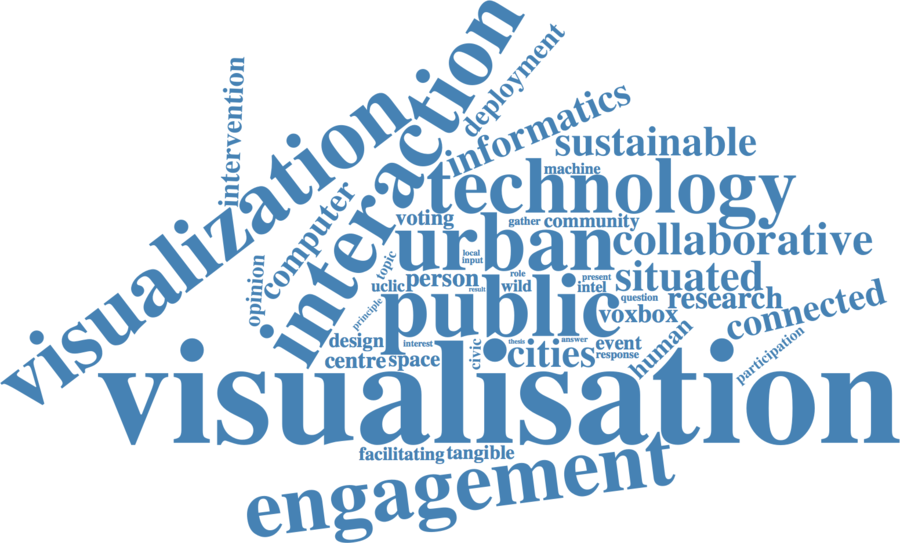 interaction
deployment
intervention
visualization
informatics
sustainable
machine
technology
computer
voting
gather
community
urban
collaborative
local
input
topic
opinion
person
role
wild
present
intel
situated
uclic
result
public
question
research
principle
voxbox
connected
design
interest
civic
thesis
answer
event
human
participation
centre
space
cities
response
visualisation
facilitating
tangible
engagement